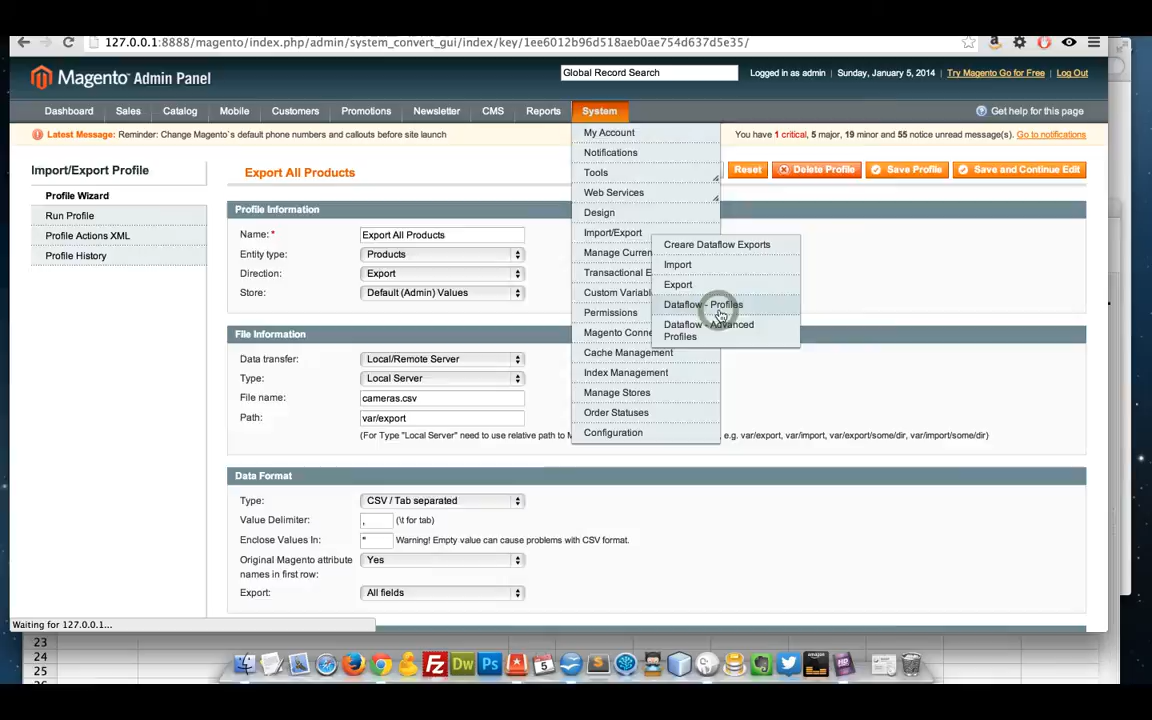 127.0.0.1:8888/magento/index.php/admin/system_convert_gui/index/key/1ee6012b96d518aeb0ae754d637d5e35/
Magento Admin Panel
Global Record Search
Logged in as admin | Sunday, January 5, 2014 | Try Magento Go for Free | Log Out
Dashboard Sales Catalog Mobile Customers Promotions Newsletter CMS Reports System Get help for this page
Latest Message: Reminder: Change Magento`s default phone numbers and callouts before site launch
You have 1 critical, 5 major, 19 minor and 55 notice unread message(s). Go to notifications
My Account
Notifications
Tools
Web Services
Design
Import/Export
Manage Curren
Transactional E
Custom Variabl
Permissions
Magento Conne
Cache Management
Index Management
Manage Stores
Order Statuses
Configuration
Creare Dataflow Exports
Import
Export
Dataflow - Profiles
Dataflow - Advanced
Profiles
Import/Export Profile
Profile Wizard
Run Profile
Profile Actions XML
Profile History
Export All Products
Reset Delete Profile Save Profile Save and Continue Edit
Profile Information
Name: * Export All Products
Entity type: Products
Direction: Export
Store: Default (Admin) Values
File Information
Data transfer: Local/Remote Server
Type: Local Server
File name: cameras.csv
Path: var/export
(For Type "Local Server" need to use relative path to M e.g. var/export, var/import, var/export/some/dir, var/import/some/dir)
Data Format
Type: CSV / Tab separated
Value Delimiter: , (\t for tab)
Enclose Values In: " Warning! Empty value can cause problems with CSV format.
Original Magento attribute
names in first row: Yes
Export: All fields
Waiting for 127.0.0.1...
23
24
25